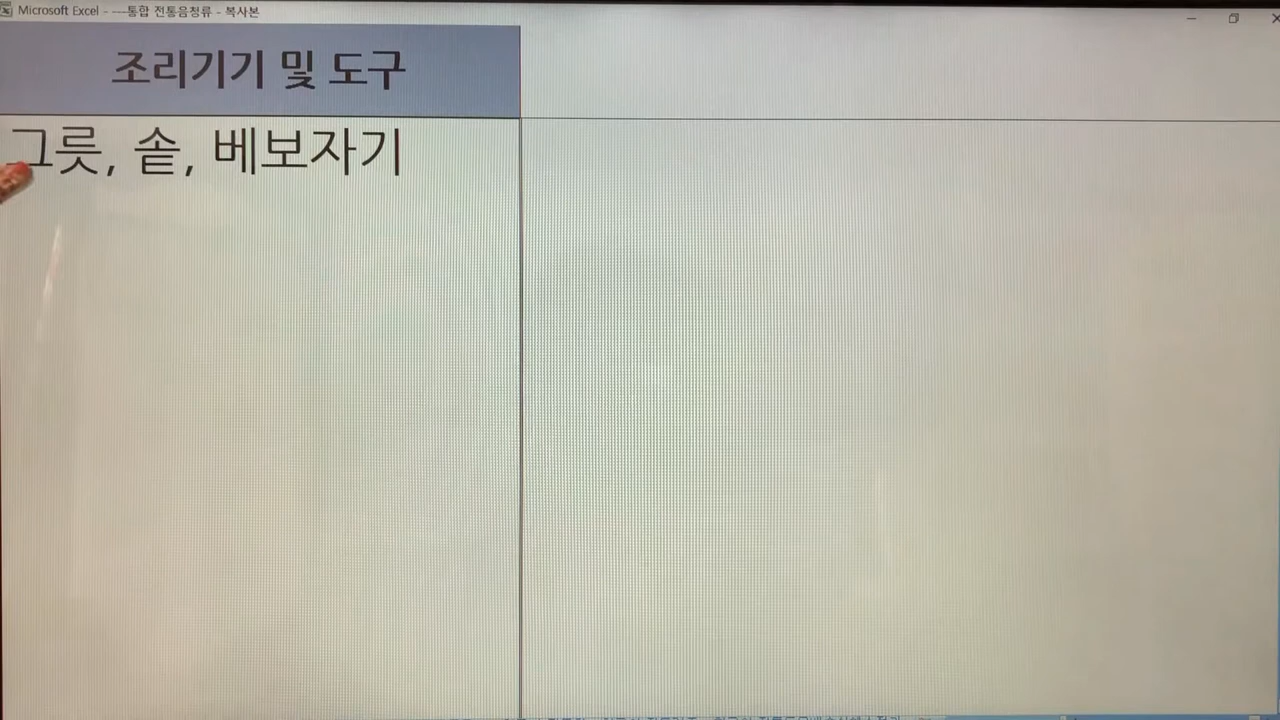 Microsoft Excel - ----통합 전통음청류 - 복사본
조리기기 및 도구
그릇, 솥, 베보자기